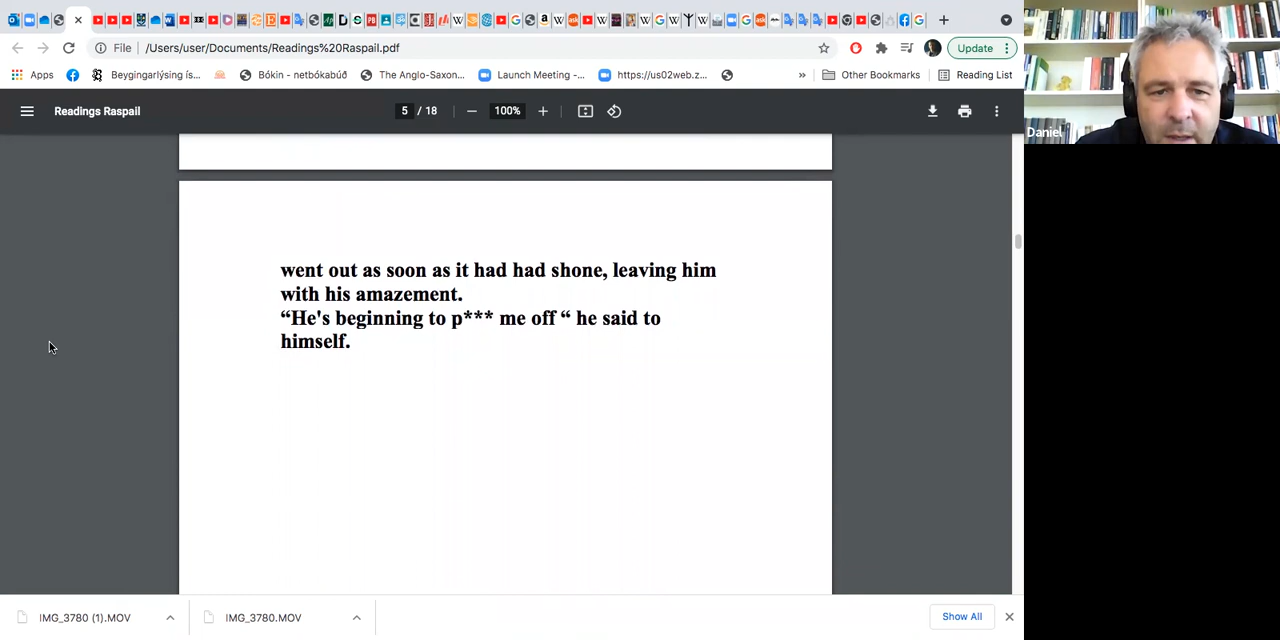 File /Users/user/Documents/Readings%20Raspail.pdf Update
Apps Beygingarlýsing ís... Bókin - netbókabúð The Anglo-Saxon... Launch Meeting -... https://us02web.z... » Other Bookmarks Reading List
Readings Raspail 5 / 18 100%
Daniel
went out as soon as it had had shone, leaving him
with his amazement.
“He's beginning to p*** me off “ he said to
himself.
IMG_3780 (1).MOV IMG_3780.MOV Show All